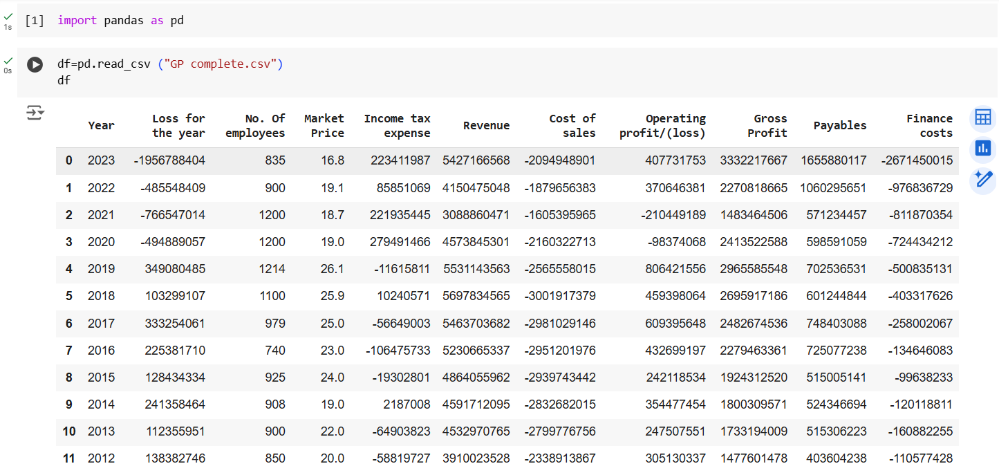 1s
[1] import pandas as pd
0s
df=pd.read_csv ("GP complete.csv")
df
Year Loss for the year No. Of employees Market Price Income tax expense Revenue Cost of sales Operating profit/(loss) Gross Profit Payables Finance costs
0 2023 -1956788404 835 16.8 223411987 5427166568 -2094948901 407731753 3332217667 1655880117 -2671450015
1 2022 -485548409 900 19.1 85851069 4150475048 -1879656383 370646381 2270818665 1060295651 -976836729
2 2021 -766547014 1200 18.7 221935445 3088860471 -1605395965 -210449189 1483464506 571234457 -811870354
3 2020 -494889057 1200 19.0 279491466 4573845301 -2160322713 -98374068 2413522588 598591059 -724434212
4 2019 349080485 1214 26.1 -11615811 5531143563 -2565558015 806421556 2965585548 702536531 -500835131
5 2018 103299107 1100 25.9 10240571 5697834565 -3001917379 459398064 2695917186 601244844 -403317626
6 2017 333254061 979 25.0 -56649003 5463703682 -2981029146 609395648 2482674536 748403088 -258002067
7 2016 225381710 740 23.0 -106475733 5230665337 -2951201976 432699197 2279463361 725077238 -134646083
8 2015 128434334 925 24.0 -19302801 4864055962 -2939743442 242118534 1924312520 515005141 -99638233
9 2014 241358464 908 19.0 2187008 4591712095 -2832682015 354477454 1800309571 524346694 -120118811
10 2013 112355951 900 22.0 -64903823 4532970765 -2799776756 247507551 1733194009 515306223 -160882255
11 2012 138382746 850 20.0 -58819727 3910023528 -2338913867 305130337 1477601478 403604238 -110577428